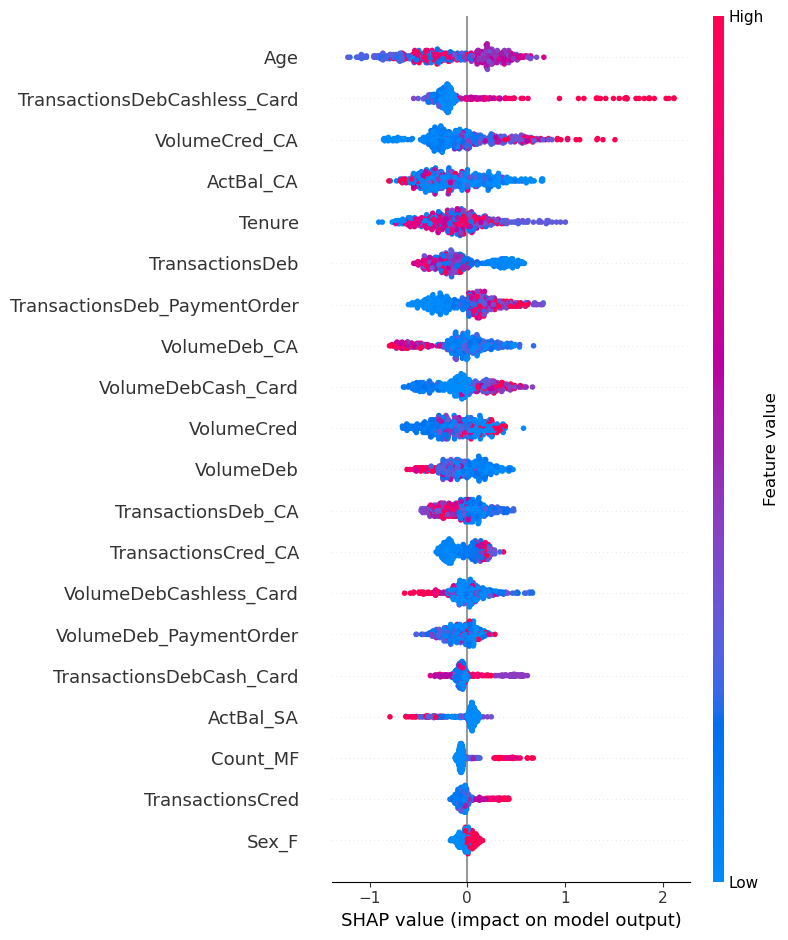 High
Age
TransactionsDebCashless_Card
VolumeCred_CA
ActBal_CA
Tenure
TransactionsDeb
TransactionsDeb_PaymentOrder
VolumeDeb_CA
VolumeDebCash_Card
VolumeCred
VolumeDeb
TransactionsDeb_CA
TransactionsCred_CA
VolumeDebCashless_Card
VolumeDeb_PaymentOrder
TransactionsDebCash_Card
ActBal_SA
Count_MF
TransactionsCred
Sex_F
Feature value
Low
−1 0 1 2
SHAP value (impact on model output)